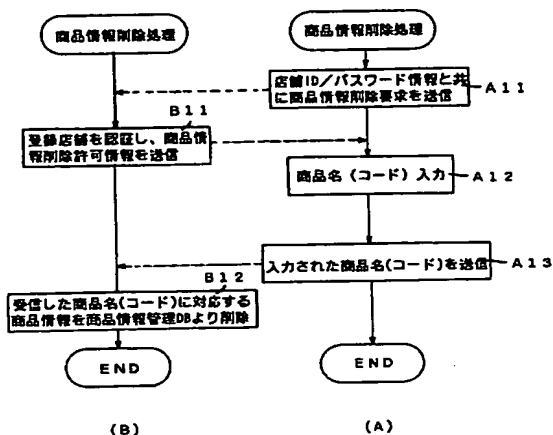 商品情報削除処理
商品情報削除処理
店舗ID/パスワード情報と共
に商品情報削除要求を送信
A11
B11
登録店舗を認証し、商品情
報削除許可情報を送信
商品名(コード)入力
A12
入力された商品名(コード)を送信
A13
B12
受信した商品名(コード)に対応する
商品情報を商品情報管理DBより削除
END
END
(B)
(A)